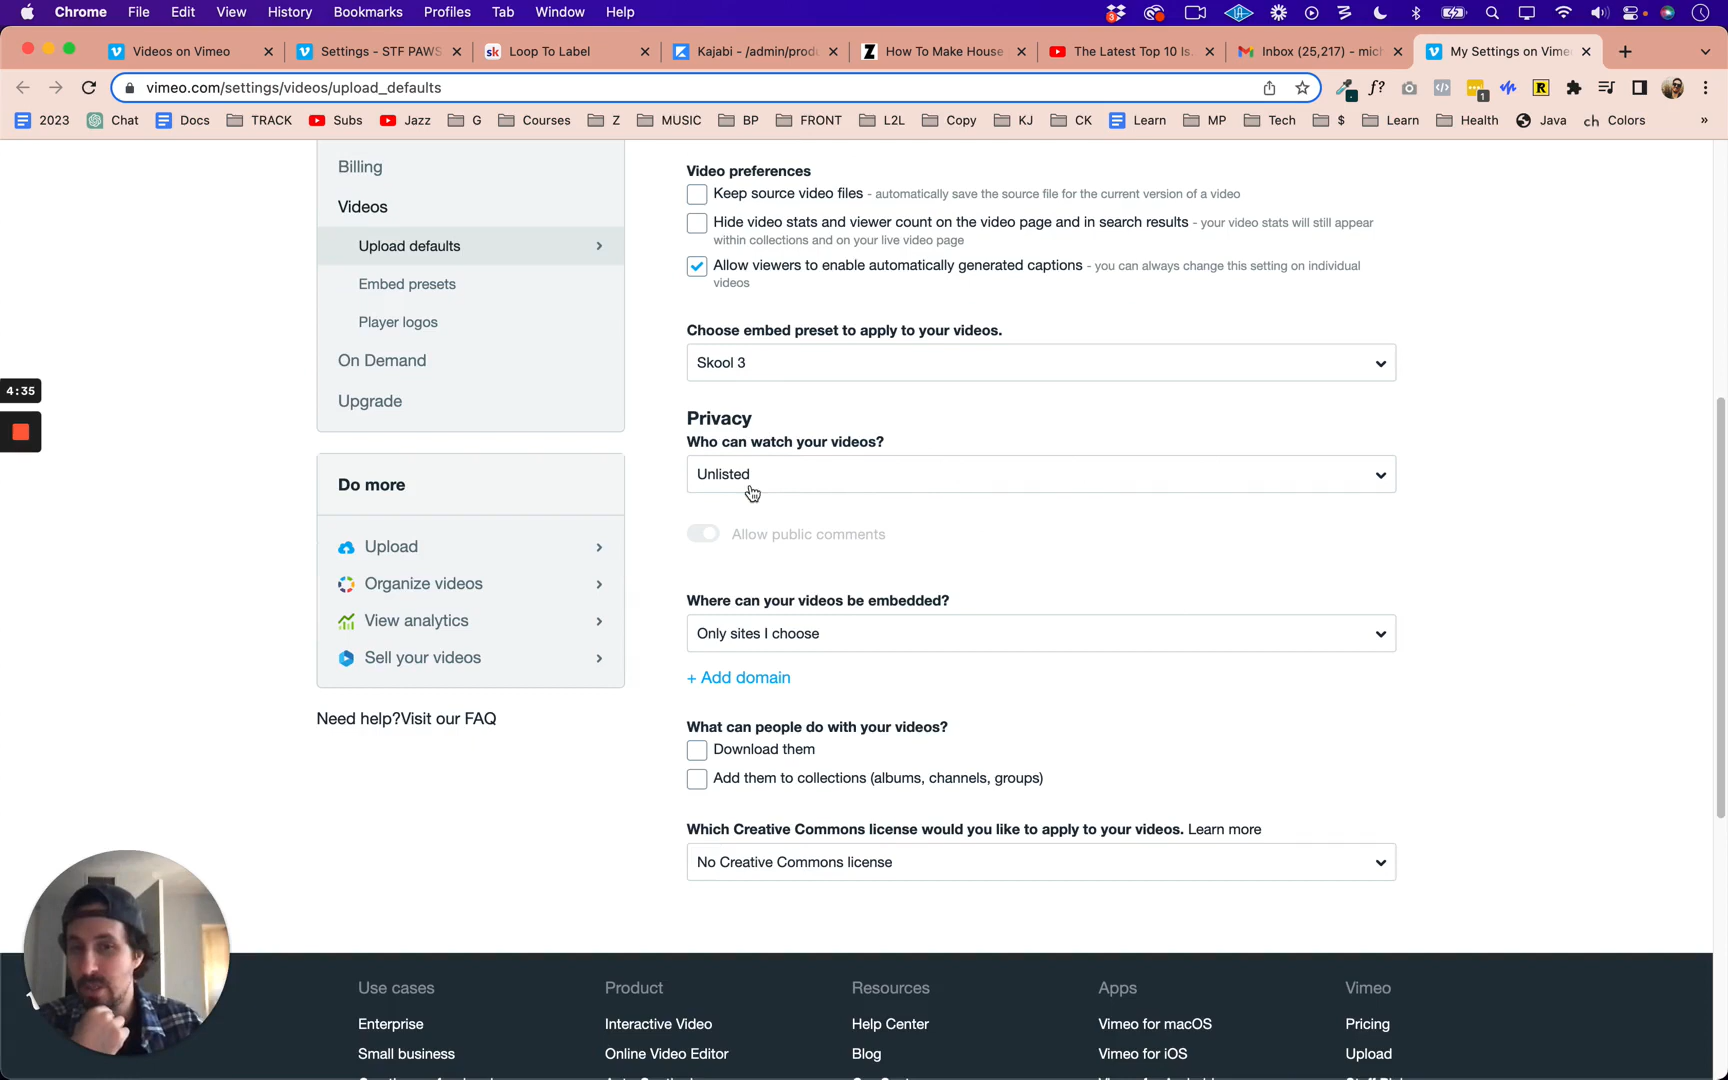 Chrome File Edit View History Bookmarks Profiles Tab Window Help
3
Videos on Vimeo
Settings - STF PAWS
sk Loop To Label
Kajabi - /admin/produ
Z How To Make House
The Latest Top 10 Is
Inbox (25,217) - mich
My Settings on Vime
vimeo.com/settings/videos/upload_defaults
f?
1
R
2023 Chat Docs TRACK Subs Jazz G Courses Z MUSIC BP FRONT L2L Copy KJ CK Learn MP Tech $ Learn Health Java ch Colors »
Billing
Videos
Upload defaults
Embed presets
Player logos
On Demand
Upgrade
4:35
Do more
Upload
Organize videos
View analytics
Sell your videos
Need help?Visit our FAQ
Video preferences
Keep source video files - automatically save the source file for the current version of a video
Hide video stats and viewer count on the video page and in search results - your video stats will still appear
within collections and on your live video page
Allow viewers to enable automatically generated captions - you can always change this setting on individual
videos
Choose embed preset to apply to your videos.
Skool 3
Privacy
Who can watch your videos?
Unlisted
Allow public comments
Where can your videos be embedded?
Only sites I choose
+ Add domain
What can people do with your videos?
Download them
Add them to collections (albums, channels, groups)
Which Creative Commons license would you like to apply to your videos. Learn more
No Creative Commons license
Use cases Product Resources Apps Vimeo
Enterprise Interactive Video Help Center Vimeo for macOS Pricing
Small business Online Video Editor Blog Vimeo for iOS Upload